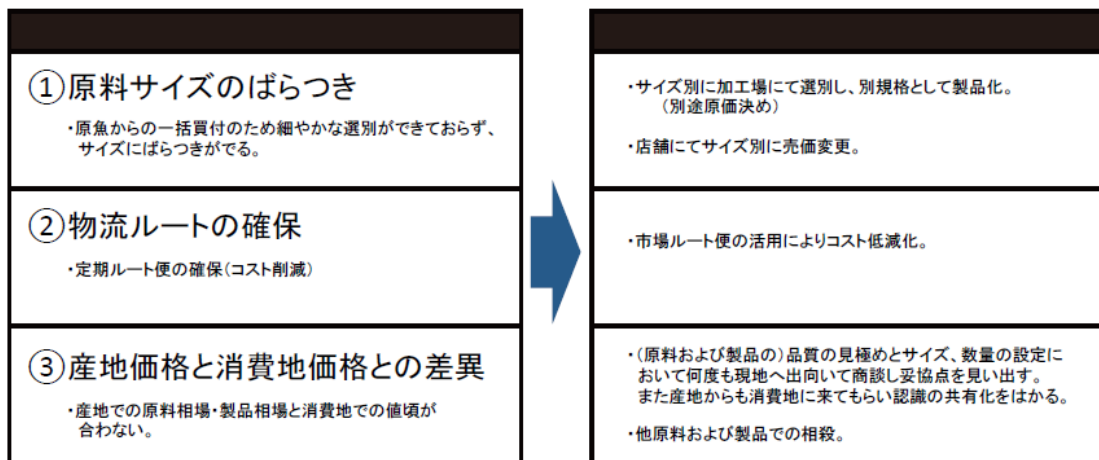 ①原料サイズのばらつき
・原魚からの一括買付のため細やかな選別ができておらず、
サイズにばらつきがでる。
・サイズ別に加工場にて選別し、別規格として製品化。
（別途原価決め）
・店舗にてサイズ別に売価変更。
②物流ルートの確保
・定期ルート便の確保（コスト削減）
・市場ルート便の活用によりコスト低減化。
③産地価格と消費地価格との差異
・産地での原料相場・製品相場と消費地での値頃が
合わない。
・（原料および製品の）品質の見極めとサイズ、数量の設定に
おいて何度も現地へ出向いて商談し妥協点を見い出す。
また産地からも消費地に来てもらい認識の共有化をはかる。
・他原料および製品での相殺。